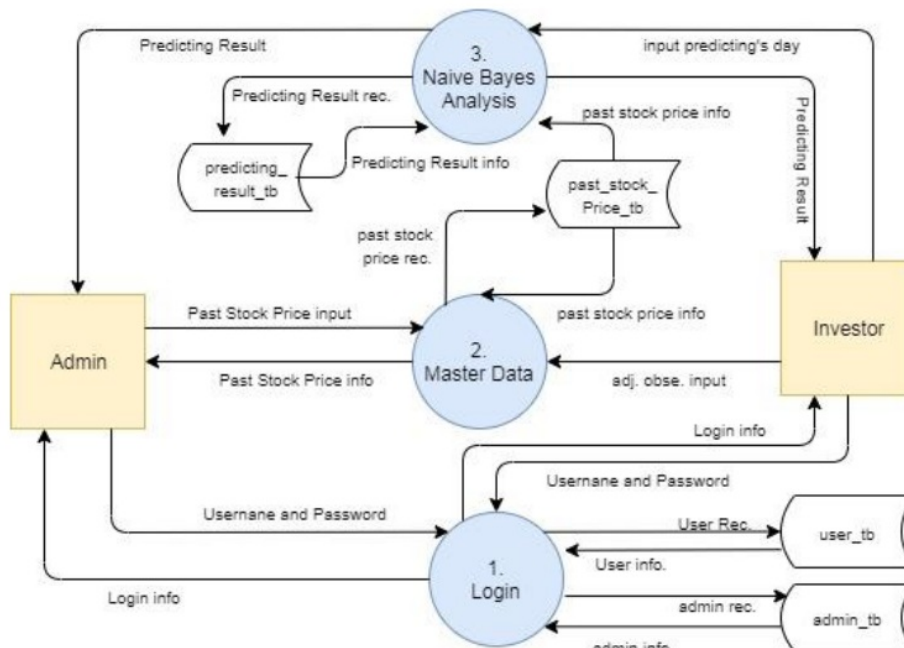 Predicting Result
3.
Naive Bayes
Analysis
input predicting's day
Predicting Result rec.
past stock price info
Predicting Result
predicting_
result_tb
Predicting Result info
past_stock_
Price_tb
past stock
price rec.
Past Stock Price input
past stock price info
Admin
2.
Master Data
Investor
Past Stock Price info
adj. obse. input
Login info
Usernane and Password
Usernane and Password
User Rec.
user_tb
1.
Login
User info.
Login info
admin rec.
admin_tb
admin info